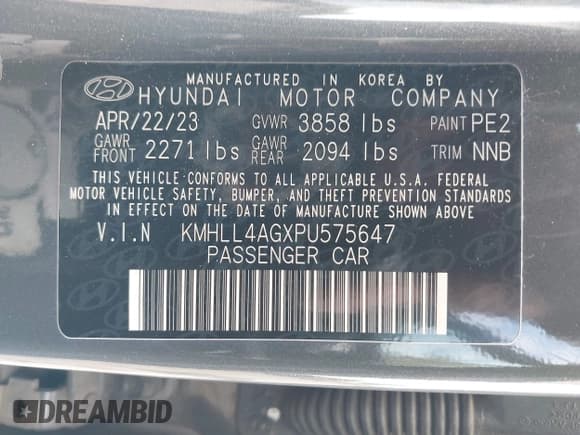 MANUFACTURED IN KOREA BY
HYUNDAI MOTOR COMPANY
APR/22/23 GVWR 3858 lbs PAINT PE2
GAWR FRONT 2271 lbs GAWR REAR 2094 lbs TRIM NNB
THIS VEHICLE CONFORMS TO ALL APPLICABLE U.S.A. FEDERAL
MOTOR VEHICLE SAFETY, BUMPER, AND THEFT PREVENTION STANDARDS
IN EFFECT ON THE DATE OF MANUFACTURE SHOWN ABOVE
V.I.N KMHLL4AGXPU575647
PASSENGER CAR
DREAMBID